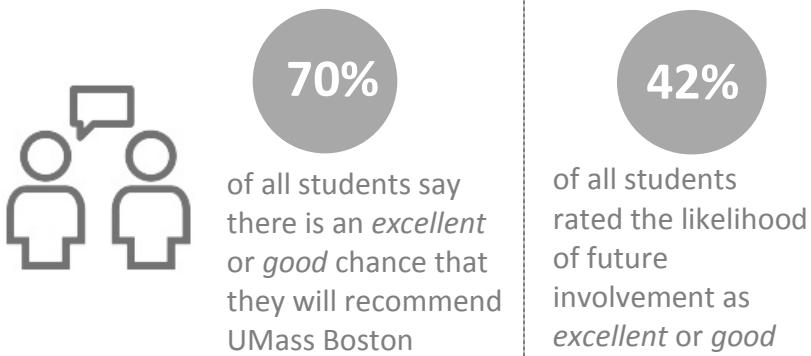 70%
of all students say
there is an excellent
or good chance that
they will recommend
UMass Boston
42%
of all students
rated the likelihood
of future
involvement as
excellent or good